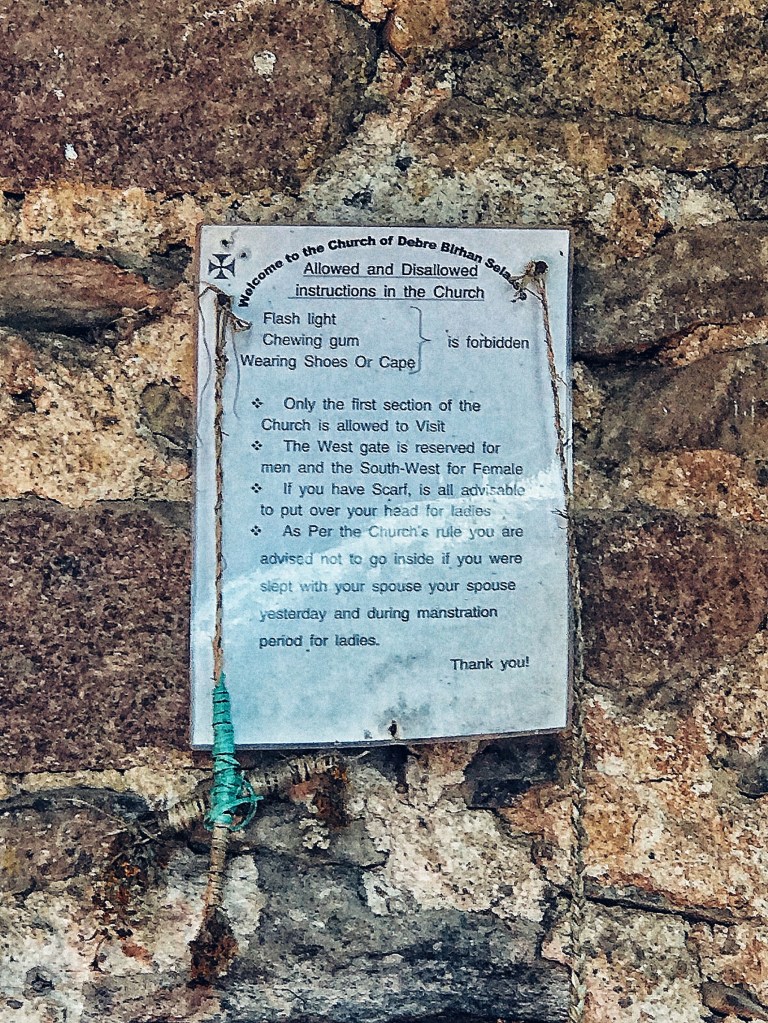 Welcome to the Church of Debre Birhan
Allowed and Disallowed
instructions in the Church
Flash light
Chewing gum
is forbidden
Wearing Shoes Or Cape
❖ Only the first section of the
Church is allowed to Visit
❖ The West gate is reserved for
men and the South-West for Female
❖ If you have Scarf, is all advisable
to put over your head for ladies
❖ As Per the Church's rule you are
advised not to go inside if you were
slept with your spouse your spouse
yesterday and during manstration
period for ladies.
Thank you!